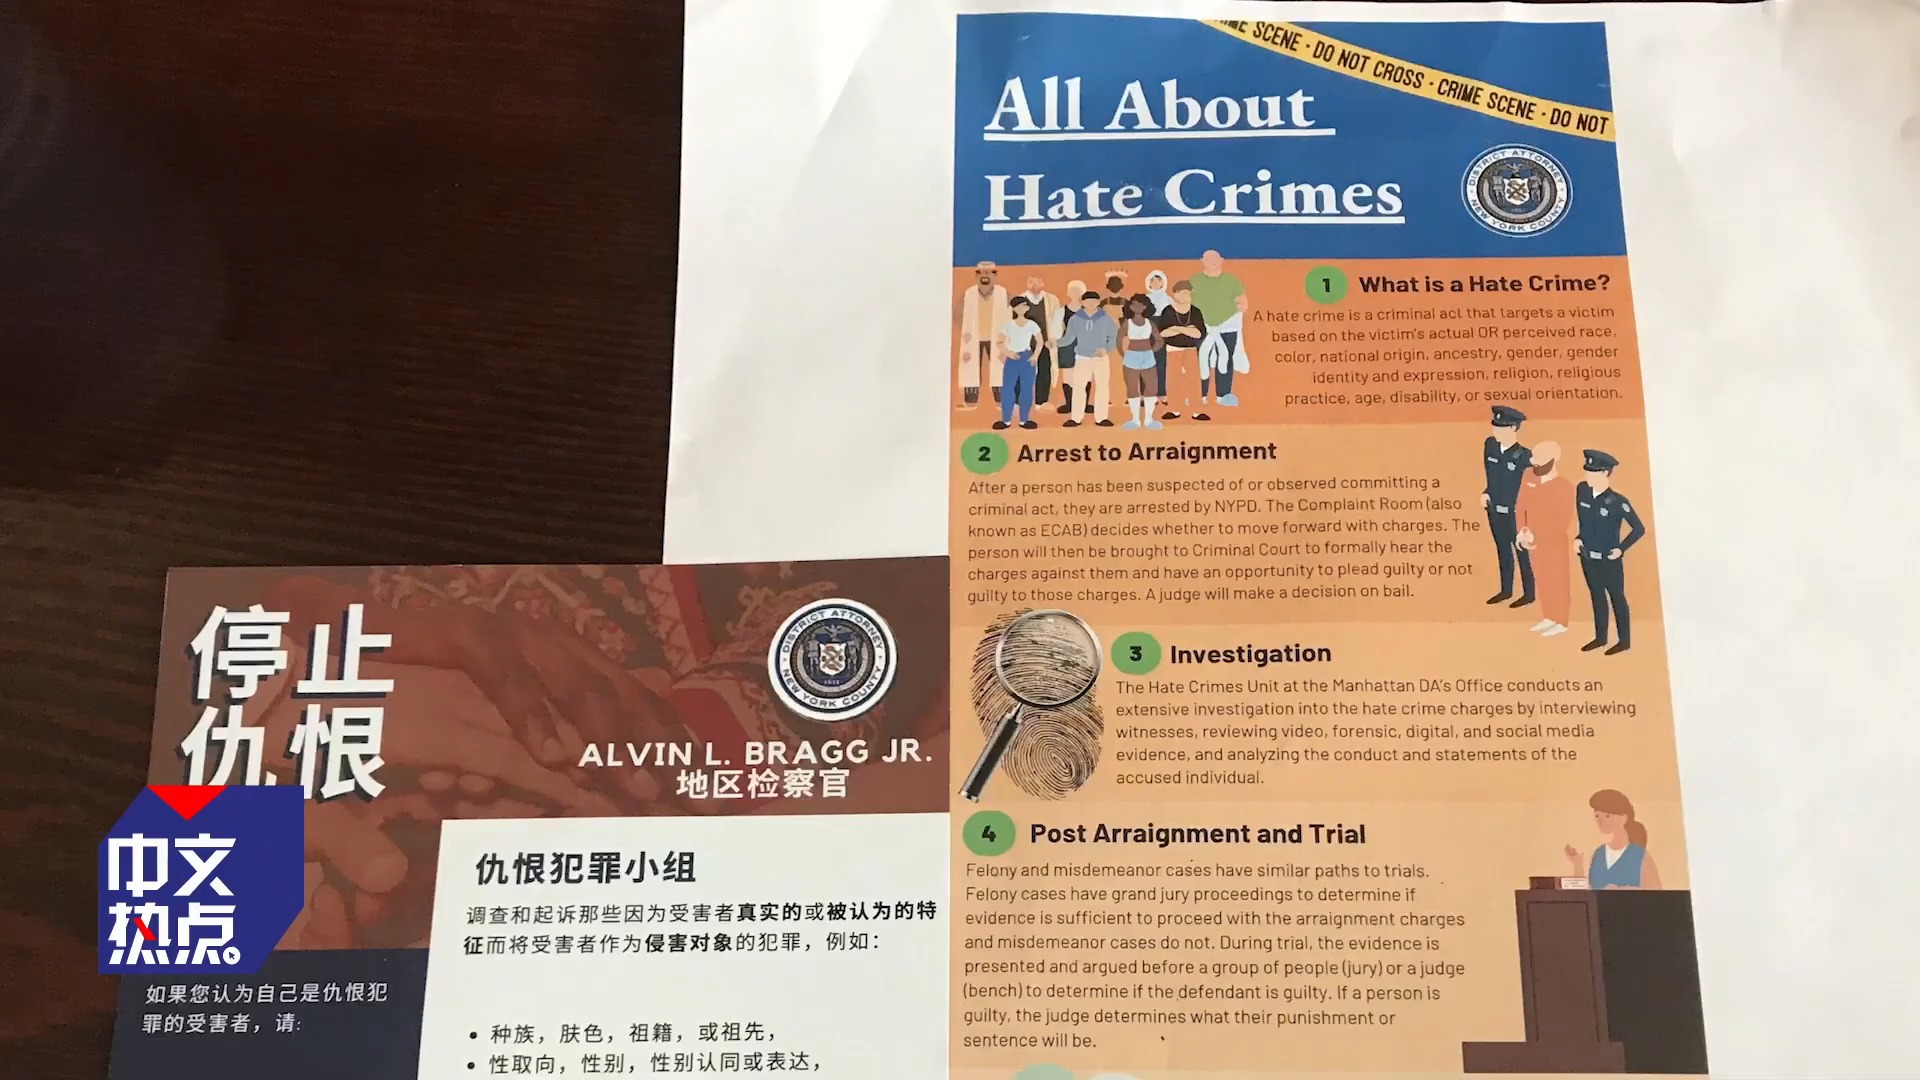 CRIME SCENE · DO NOT CROSS · CRIME SCENE · DO NOT
All About
Hate Crimes
DISTRICT ATTORNEY
NEW YORK COUNTY
1 What is a Hate Crime?
A hate crime is a criminal act that targets a victim
based on the victim's actual OR perceived race,
color, national origin, ancestry, gender, gender
identity and expression, religion, religious
practice, age, disability, or sexual orientation.
2 Arrest to Arraignment
After a person has been suspected of or observed committing a
criminal act, they are arrested by NYPD. The Complaint Room (also
known as ECAB) decides whether to move forward with charges. The
person will then be brought to Criminal Court to formally hear the
charges against them and have an opportunity to plead guilty or not
guilty to those charges. A judge will make a decision on bail.
3 Investigation
The Hate Crimes Unit at the Manhattan DA's Office conducts an
extensive investigation into the hate crime charges by interviewing
witnesses, reviewing video, forensic, digital, and social media
evidence, and analyzing the conduct and statements of the
accused individual.
4 Post Arraignment and Trial
Felony and misdemeanor cases have similar paths to trials.
Felony cases have grand jury proceedings to determine if
evidence is sufficient to proceed with the arraignment charges
and misdemeanor cases do not. During trial, the evidence is
presented and argued before a group of people (jury) or a judge
(bench) to determine if the defendant is guilty. If a person is
guilty, the judge determines what their punishment or
sentence will be.
停止
仇恨
DISTRICT ATTORNEY
NEW YORK COUNTY
ALVIN L. BRAGG JR.
地区检察官
中文
热点
如果您认为自己是仇恨犯
罪的受害者，请:
仇恨犯罪小组
调查和起诉那些因为受害者真实的或被认为的特
征而将受害者作为侵害对象的犯罪，例如：
• 种族，肤色，祖籍，或祖先，
• 性取向，性别，性别认同或表达，